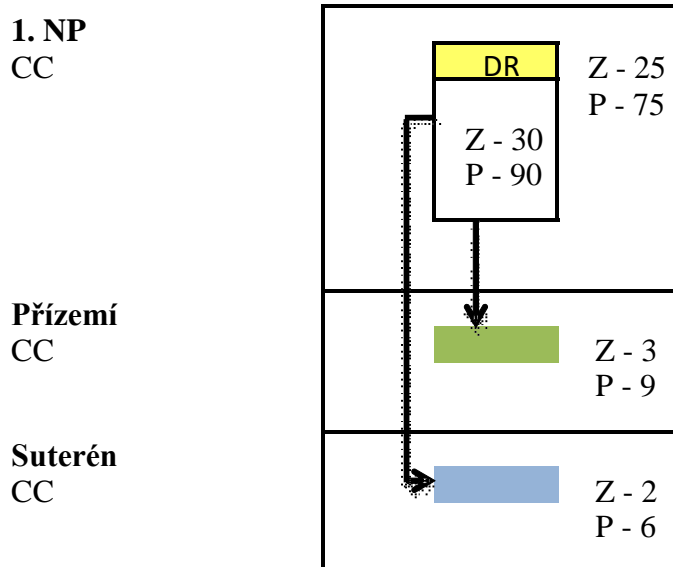 1. NP
CC
DR
Z - 25
P - 75
Z - 30
P - 90
Přízemí
CC
Z - 3
P - 9
Suterén
CC
Z - 2
P - 6